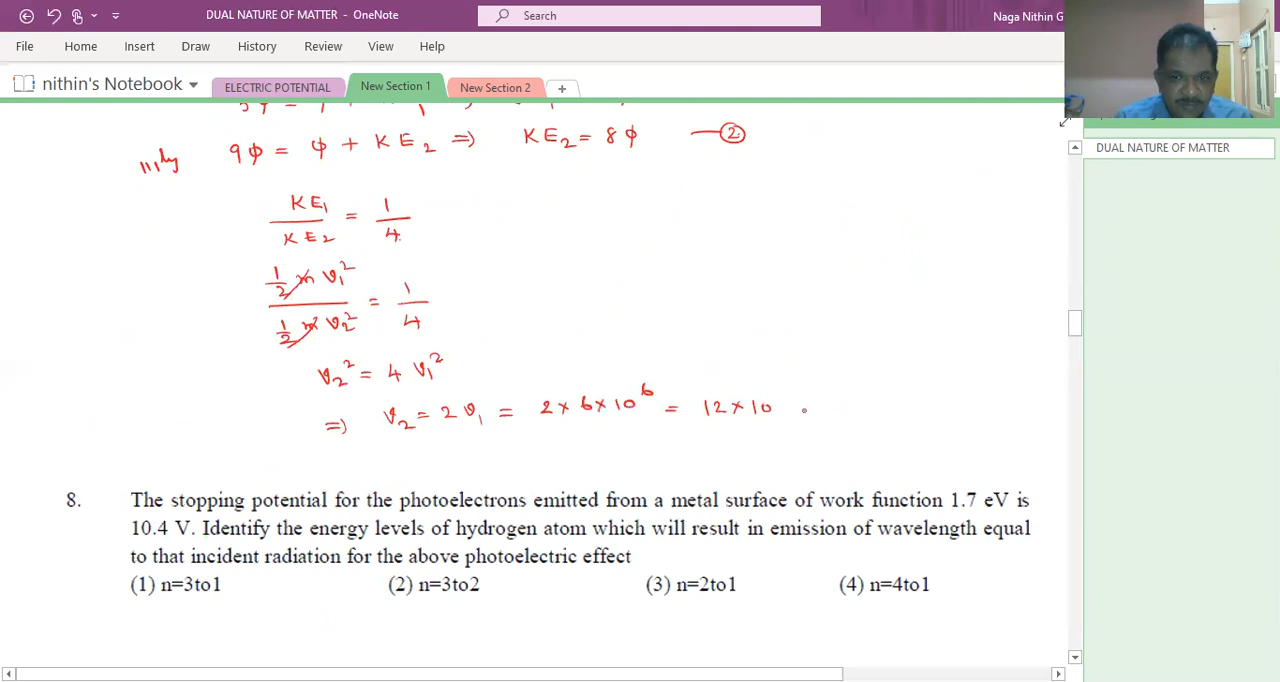 DUAL NATURE OF MATTER - OneNote
Search
Naga Nithin G
File Home Insert Draw History Review View Help
nithin's Notebook
ELECTRIC POTENTIAL
New Section 1
New Section 2
DUAL NATURE OF MATTER
|||ly 9φ = φ + KE₂ ⇒ KE₂ = 8φ — ②
KE₁/KE₂ = 1/4
½ m v₁² / ½ m v₂² = 1/4
v₂² = 4 v₁²
⇒ v₂ = 2 v₁ = 2 × 6 × 10⁶ = 12 × 10
8. The stopping potential for the photoelectrons emitted from a metal surface of work function 1.7 eV is
10.4 V. Identify the energy levels of hydrogen atom which will result in emission of wavelength equal
to that incident radiation for the above photoelectric effect
(1) n=3to1 (2) n=3to2 (3) n=2to1 (4) n=4to1